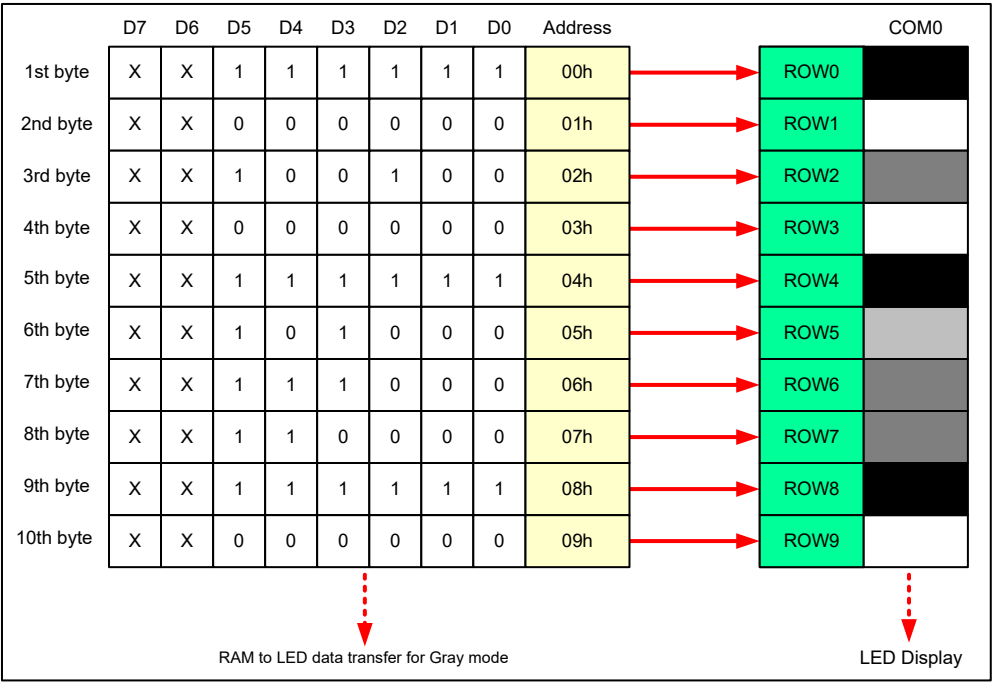 D7 D6 D5 D4 D3 D2 D1 D0 Address COM0
1st byte X X 1 1 1 1 1 1 00h ROW0
2nd byte X X 0 0 0 0 0 0 01h ROW1
3rd byte X X 1 0 0 1 0 0 02h ROW2
4th byte X X 0 0 0 0 0 0 03h ROW3
5th byte X X 1 1 1 1 1 1 04h ROW4
6th byte X X 1 0 1 0 0 0 05h ROW5
7th byte X X 1 1 1 0 0 0 06h ROW6
8th byte X X 1 1 0 0 0 0 07h ROW7
9th byte X X 1 1 1 1 1 1 08h ROW8
10th byte X X 0 0 0 0 0 0 09h ROW9
RAM to LED data transfer for Gray mode LED Display